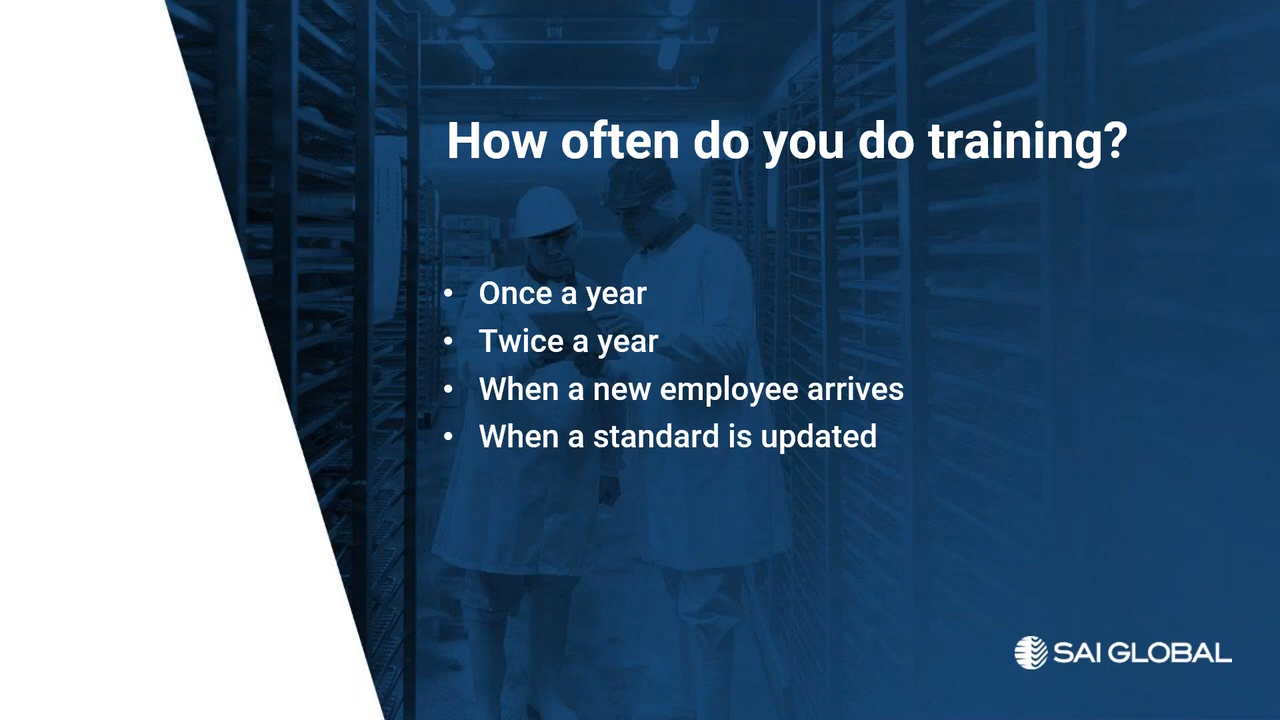 How often do you do training?
• Once a year
• Twice a year
• When a new employee arrives
• When a standard is updated
SAI GLOBAL